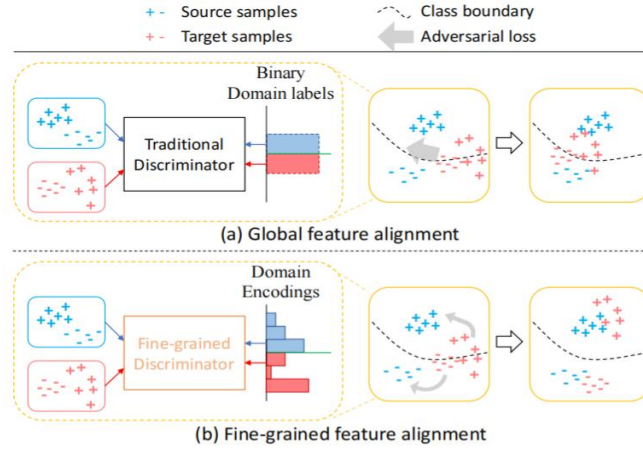 Source samples
Class boundary
Target samples
Adversarial loss
Binary
Domain labels
Traditional
Discriminator
(a) Global feature alignment
Domain
Encodings
Fine-grained
Discriminator
(b) Fine-grained feature alignment